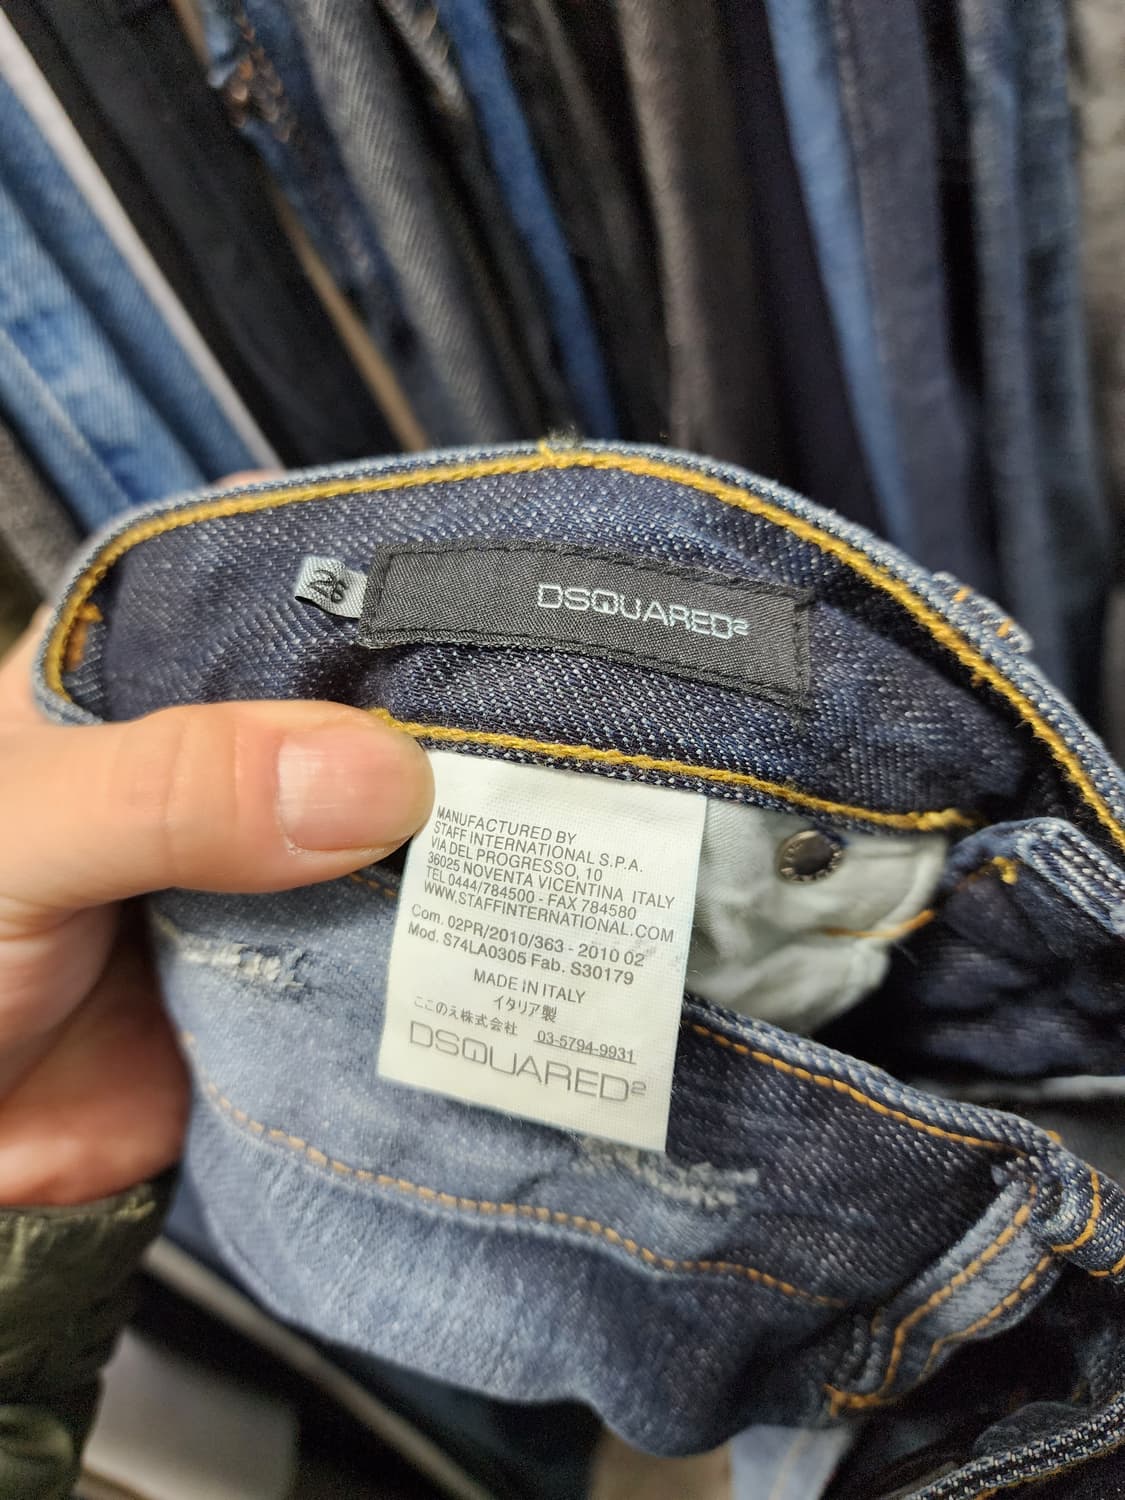 26
DSQUARED2
MANUFACTURED BY
STAFF INTERNATIONAL S.P.A.
VIA DEL PROGRESSO, 10
36025 NOVENTA VICENTINA ITALY
TEL 0444/784500 - FAX 784580
WWW.STAFFINTERNATIONAL.COM
Com. 02PR/2010/363 - 2010 02
Mod. S74LA0305 Fab. S30179
MADE IN ITALY
イタリア製
ここのえ株式会社 03-5794-9931
DSQUARED2